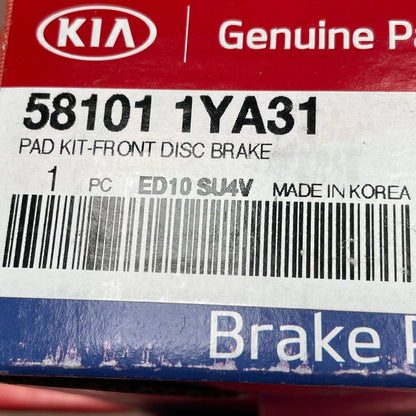 KIA Genuine Pa
58101 1YA31
PAD KIT-FRONT DISC BRAKE
1 PC ED10 SU4V MADE IN KOREA
Brake